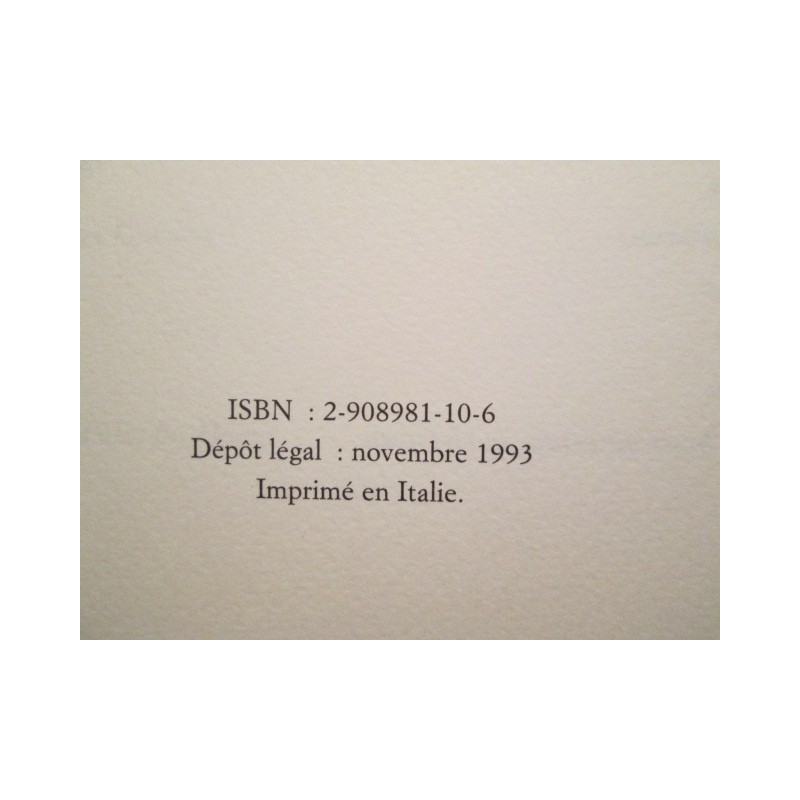 ISBN : 2-908981-10-6
Dépôt légal : novembre 1993
Imprimé en Italie.